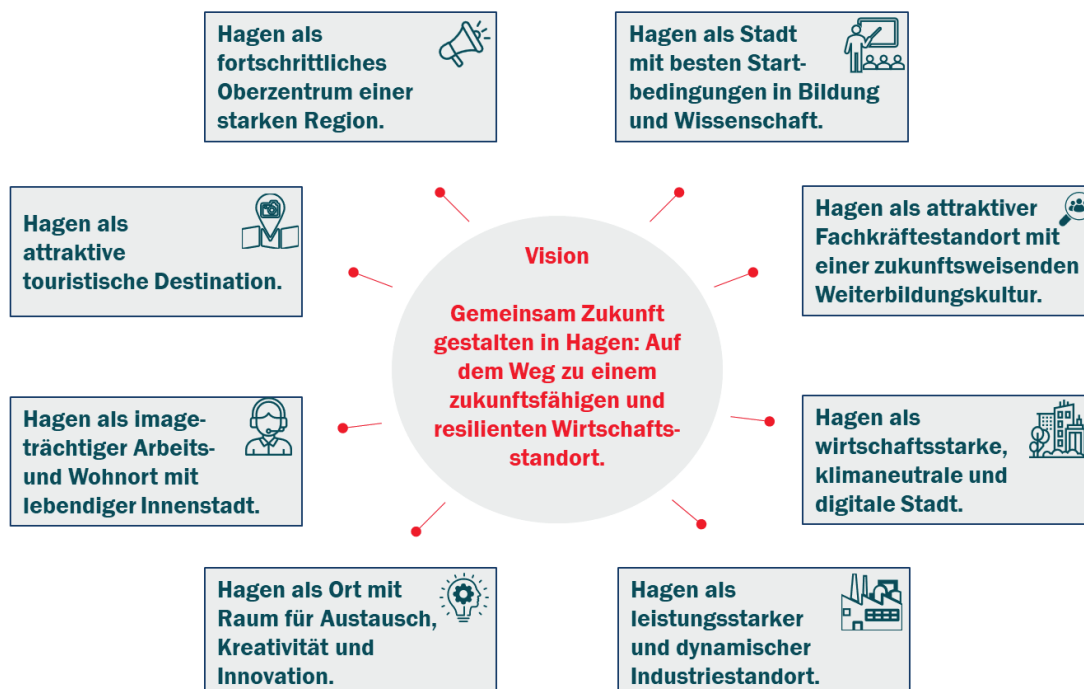 Hagen als
fortschrittliches
Oberzentrum einer
starken Region.
Hagen als Stadt
mit besten Start-
bedingungen in Bildung
und Wissenschaft.
Hagen als
attraktive
touristische Destination.
Hagen als attraktiver
Fachkräftestandort mit
einer zukunftsweisenden
Weiterbildungskultur.
Vision
Gemeinsam Zukunft
gestalten in Hagen: Auf
dem Weg zu einem
zukunftsfähigen und
resilienten Wirtschafts-
standort.
Hagen als image-
trächtiger Arbeits-
und Wohnort mit
lebendiger Innenstadt.
Hagen als
wirtschaftsstarke,
klimaneutrale und
digitale Stadt.
Hagen als Ort mit
Raum für Austausch,
Kreativität und
Innovation.
Hagen als
leistungsstarker
und dynamischer
Industriestandort.